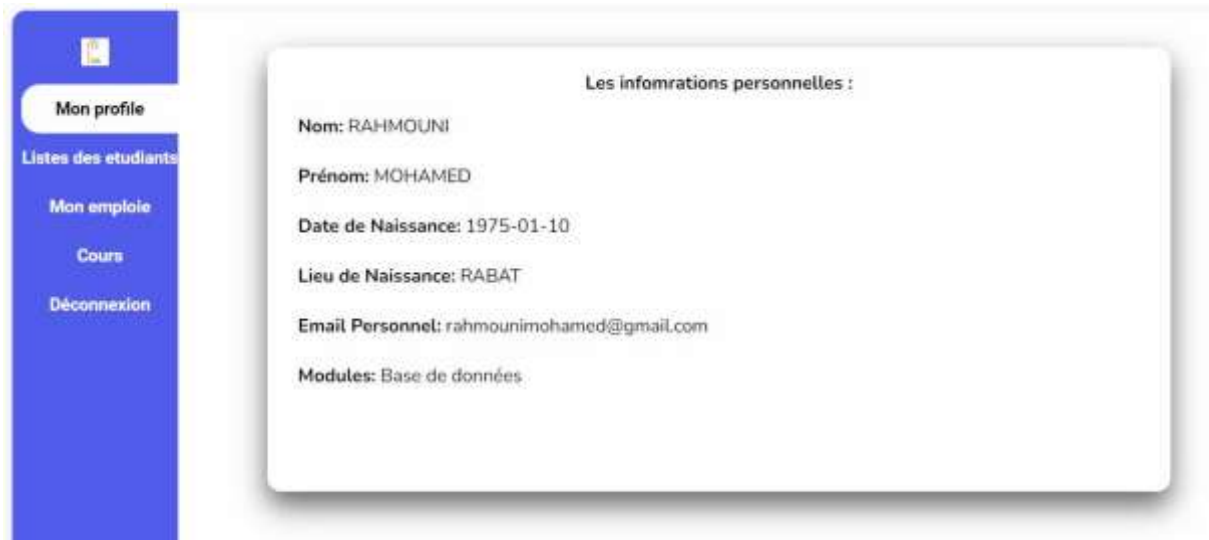 Mon profile
Listes des etudiants
Mon emploie
Cours
Déconnexion
Les infomrations personnelles :
Nom: RAHMOUNI
Prénom: MOHAMED
Date de Naissance: 1975-01-10
Lieu de Naissance: RABAT
Email Personnel: rahmounimohamed@gmail.com
Modules: Base de données